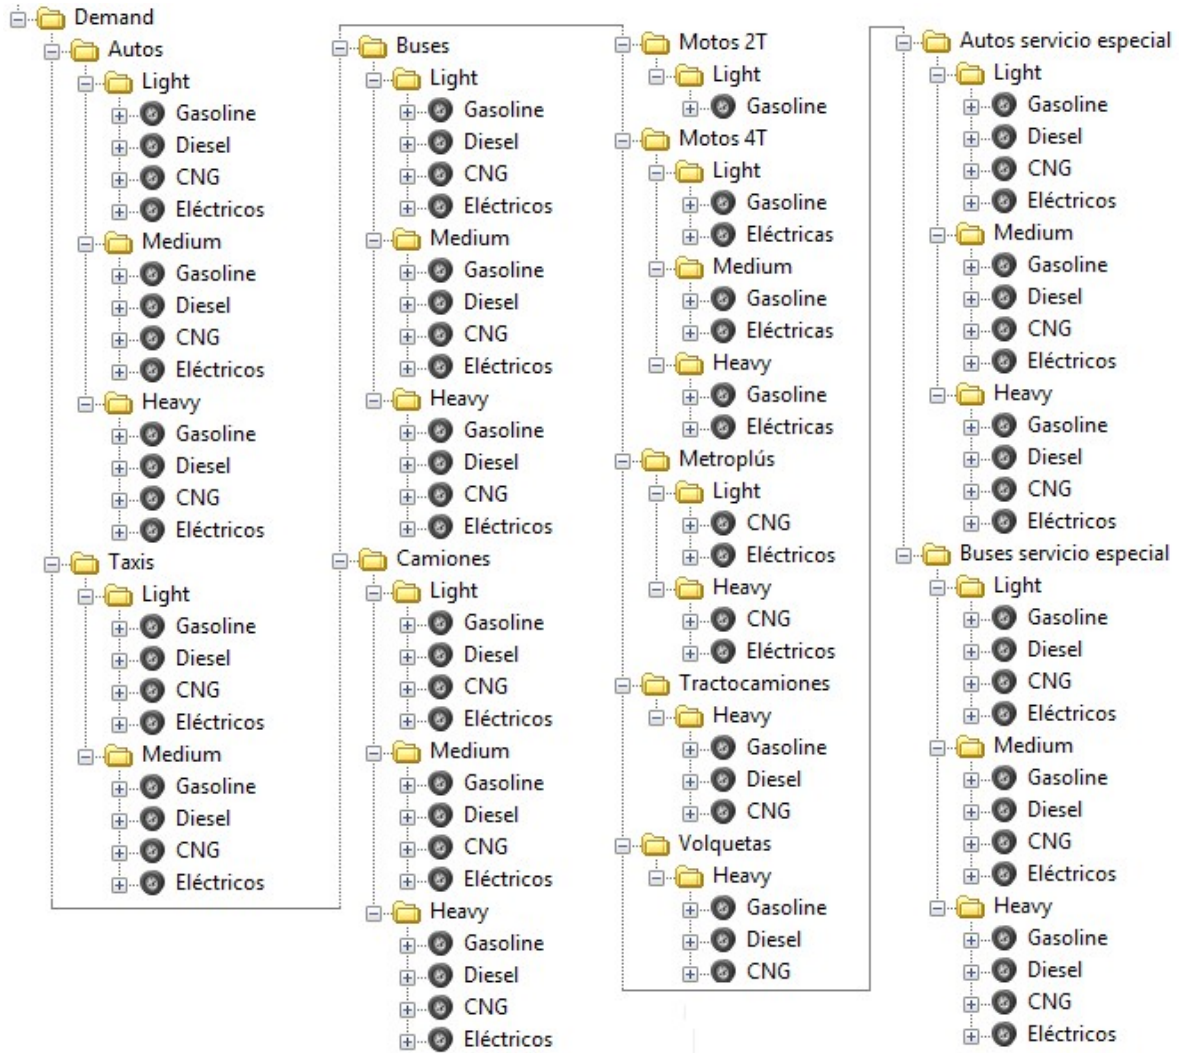 Demand
Autos
Light
Gasoline
Diesel
CNG
Eléctricos
Medium
Gasoline
Diesel
CNG
Eléctricos
Heavy
Gasoline
Diesel
CNG
Eléctricos
Taxis
Light
Gasoline
Diesel
CNG
Eléctricos
Medium
Gasoline
Diesel
CNG
Eléctricos
Buses
Light
Gasoline
Diesel
CNG
Eléctricos
Medium
Gasoline
Diesel
CNG
Eléctricos
Heavy
Gasoline
Diesel
CNG
Eléctricos
Camiones
Light
Gasoline
Diesel
CNG
Eléctricos
Medium
Gasoline
Diesel
CNG
Eléctricos
Heavy
Gasoline
Diesel
CNG
Eléctricos
Motos 2T
Light
Gasoline
Motos 4T
Light
Gasoline
Eléctricas
Medium
Gasoline
Eléctricas
Heavy
Gasoline
Eléctricas
Metroplús
Light
CNG
Eléctricos
Heavy
CNG
Eléctricos
Tractocamiones
Heavy
Gasoline
Diesel
CNG
Volquetas
Heavy
Gasoline
Diesel
CNG
Autos servicio especial
Light
Gasoline
Diesel
CNG
Eléctricos
Medium
Gasoline
Diesel
CNG
Eléctricos
Heavy
Gasoline
Diesel
CNG
Eléctricos
Buses servicio especial
Light
Gasoline
Diesel
CNG
Eléctricos
Medium
Gasoline
Diesel
CNG
Eléctricos
Heavy
Gasoline
Diesel
CNG
Eléctricos